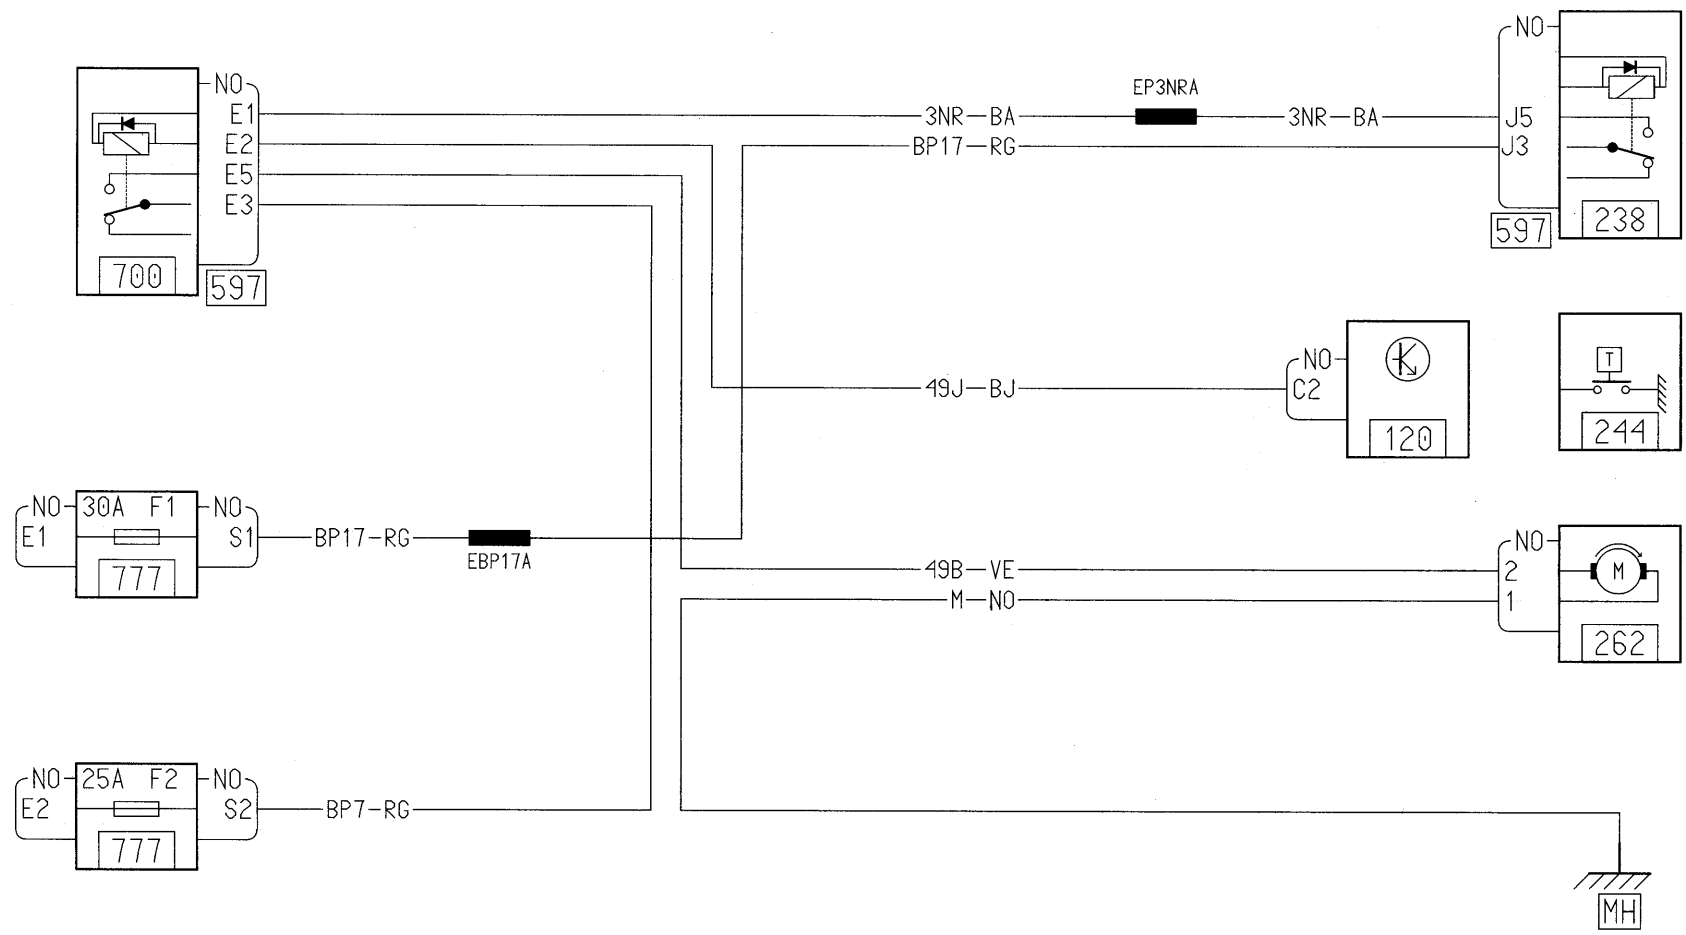 NO
NO
EP3NRA
E1
3NR-BA
3NR-BA
J5
E2
BP17-RG
J3
E5
E3
700
597
238
597
NO
T
49J-BJ
C2
120
244
NO
30A F1
NO
E1
S1
BP17-RG
EBP17A
777
NO
49B-VE
2
M
M-NO
1
262
NO
25A F2
NO
E2
S2
BP7-RG
777
MH